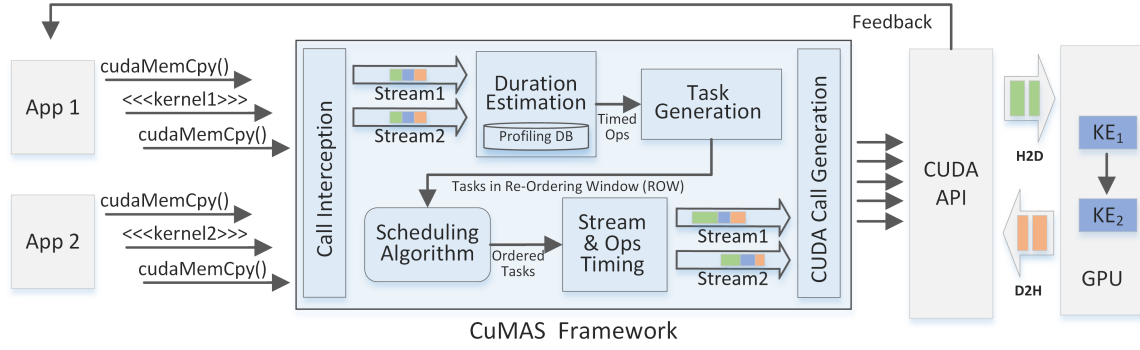 Feedback
App 1
cudaMemCpy()
<<<kernel1>>>
cudaMemCpy()
App 2
cudaMemCpy()
<<<kernel2>>>
cudaMemCpy()
Call Interception
Stream1
Stream2
Duration
Estimation
Profiling DB
Timed
Ops
Task
Generation
Tasks in Re-Ordering Window (ROW)
Scheduling
Algorithm
Ordered
Tasks
Stream
& Ops
Timing
Stream1
Stream2
CUDA Call Generation
CuMAS Framework
CUDA
API
H2D
D2H
KE1
KE2
GPU